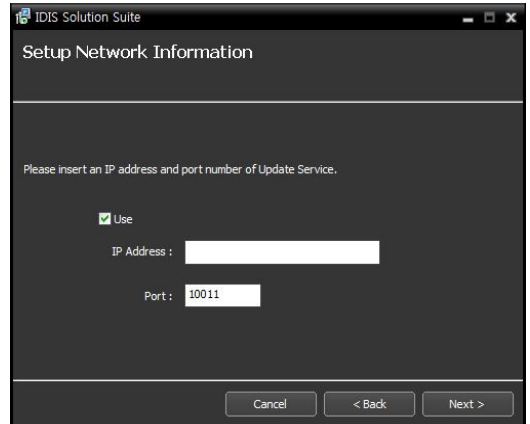 IDIS Solution Suite
Setup Network Information
Please insert an IP address and port number of Update Service.
Use
IP Address :
Port : 10011
Cancel < Back Next >